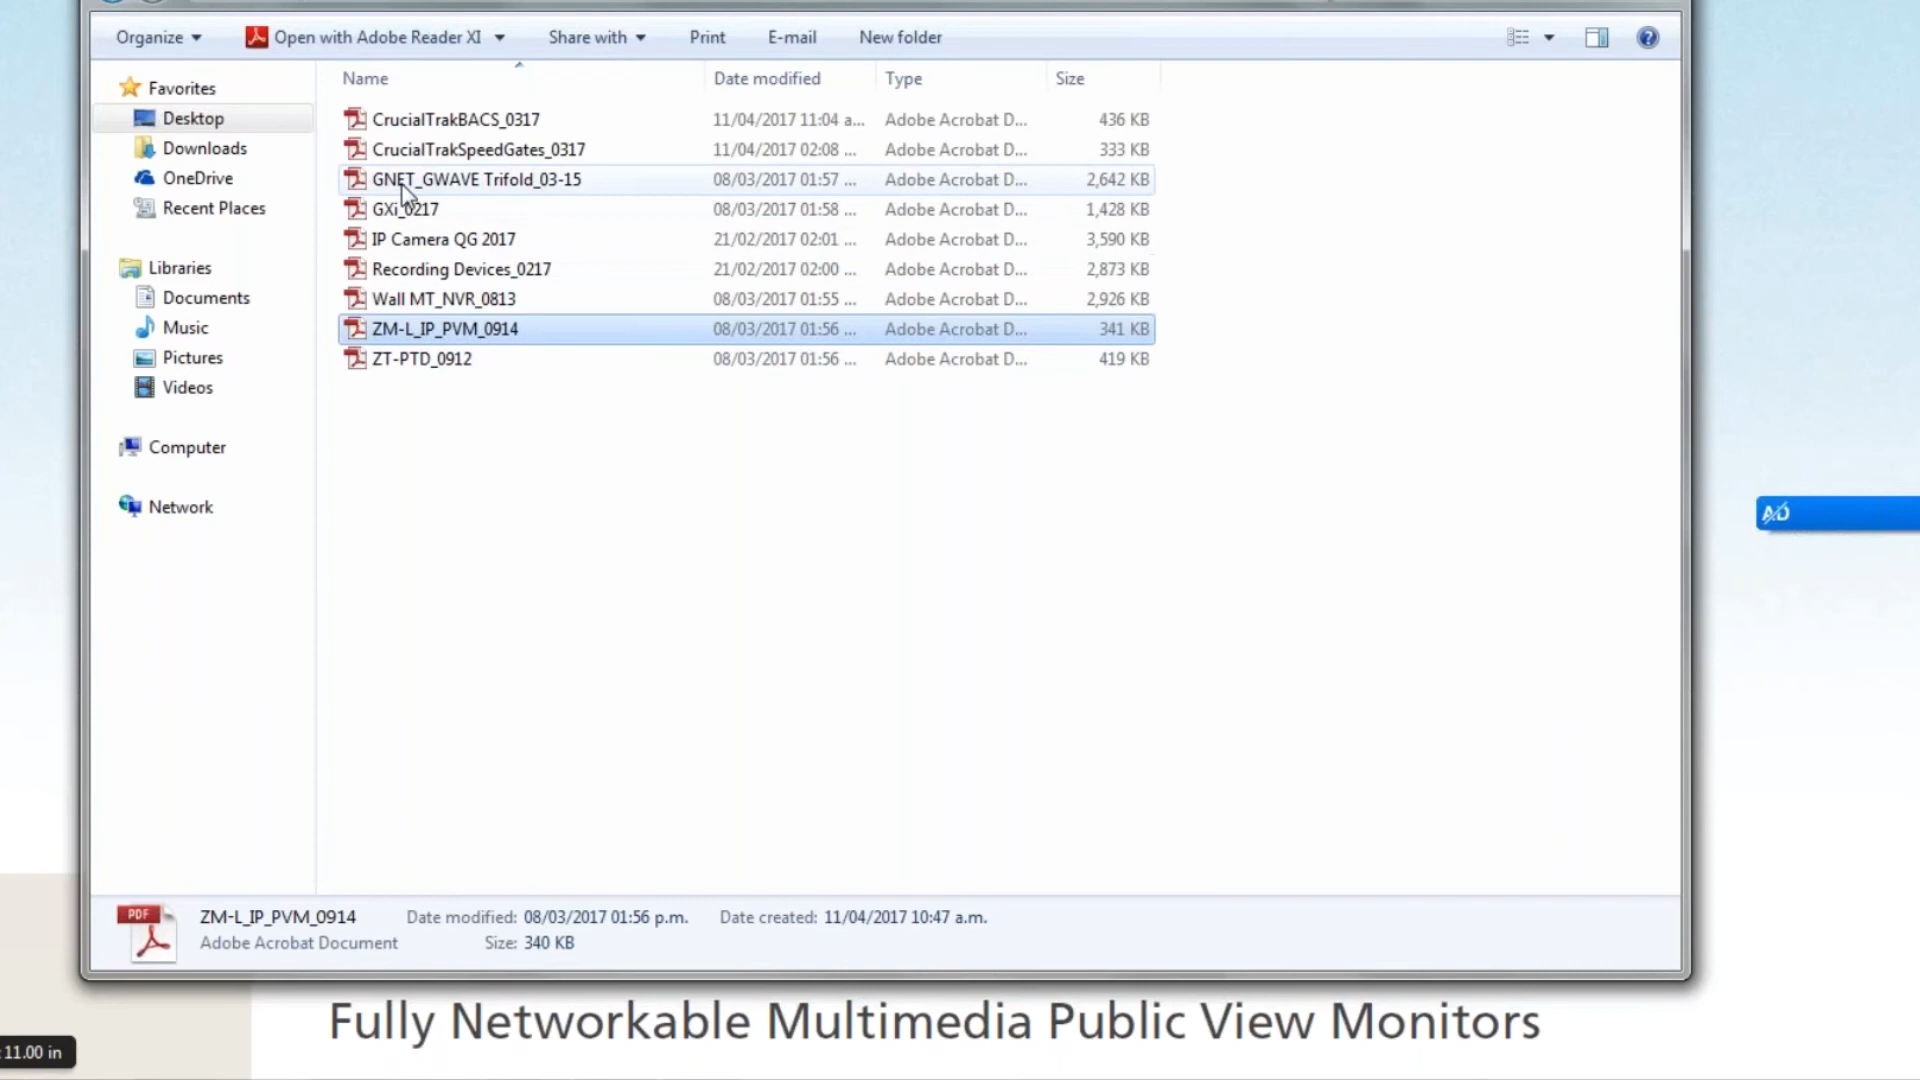 Organize Open with Adobe Reader XI Share with Print E-mail New folder
Favorites
Desktop
Downloads
OneDrive
Recent Places
Libraries
Documents
Music
Pictures
Videos
Computer
Network
Name Date modified Type Size
CrucialTrakBACS_0317 11/04/2017 11:04 a... Adobe Acrobat D... 436 KB
CrucialTrakSpeedGates_0317 11/04/2017 02:08 ... Adobe Acrobat D... 333 KB
GNET_GWAVE Trifold_03-15 08/03/2017 01:57 ... Adobe Acrobat D... 2,642 KB
GXi_0217 08/03/2017 01:58 ... Adobe Acrobat D... 1,428 KB
IP Camera QG 2017 21/02/2017 02:01 ... Adobe Acrobat D... 3,590 KB
Recording Devices_0217 21/02/2017 02:00 ... Adobe Acrobat D... 2,873 KB
Wall MT_NVR_0813 08/03/2017 01:55 ... Adobe Acrobat D... 2,926 KB
ZM-L_IP_PVM_0914 08/03/2017 01:56 ... Adobe Acrobat D... 341 KB
ZT-PTD_0912 08/03/2017 01:56 ... Adobe Acrobat D... 419 KB
PDF
ZM-L_IP_PVM_0914 Date modified: 08/03/2017 01:56 p.m. Date created: 11/04/2017 10:47 a.m.
Adobe Acrobat Document Size: 340 KB
Fully Networkable Multimedia Public View Monitors
11.00 in